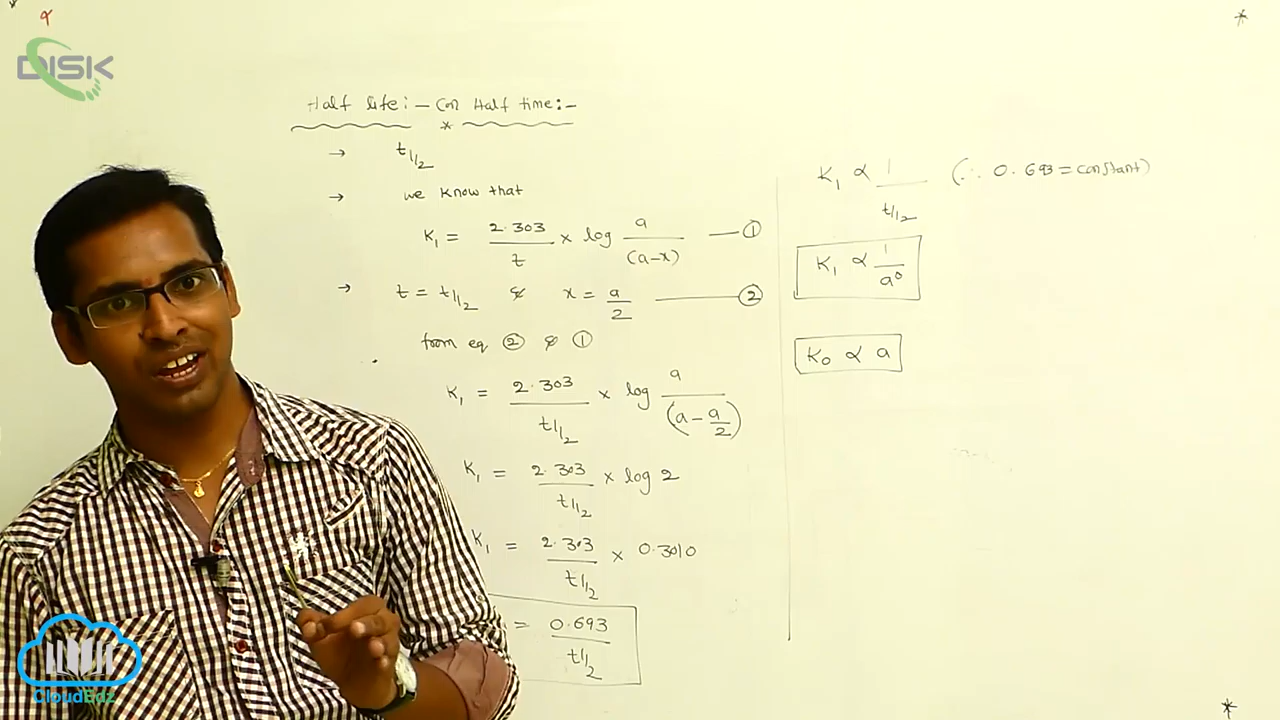 DISK
Half life:- (or) Half time:-
*
→ t1/2
→ we know that
K₁ = 2.303/t × log a/(a-x) — ①
→ t = t1/2 & x = a/2 — ②
from eq ② & ①
K₁ = 2.303/t1/2 × log a/(a - a/2)
K₁ = 2.303/t1/2 × log 2
K₁ = 2.303/t1/2 × 0.3010
= 0.693/t1/2
K₁ ∝ 1/t1/2 (∵ 0.693 = constant)
K₁ ∝ 1/a⁰
K₀ ∝ a
CloudEdz